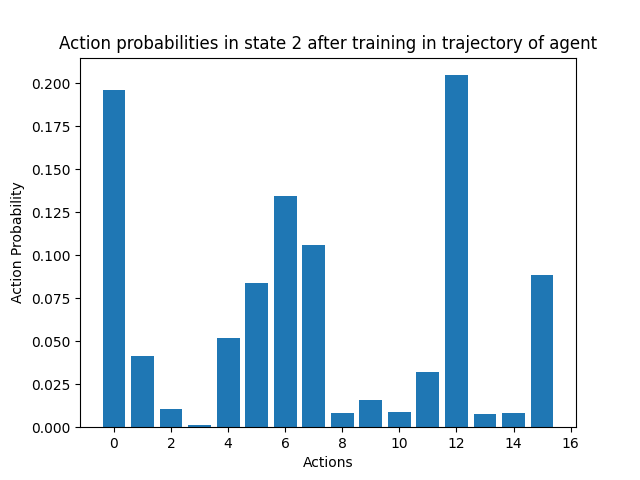 Action probabilities in state 2 after training in trajectory of agent
Action Probability
0.200
0.175
0.150
0.125
0.100
0.075
0.050
0.025
0.000
0 2 4 6 8 10 12 14 16
Actions